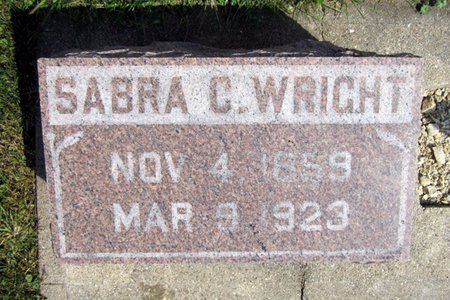 SABRA C. WRIGHT
NOV 4, 1859
MAR 9, 1923